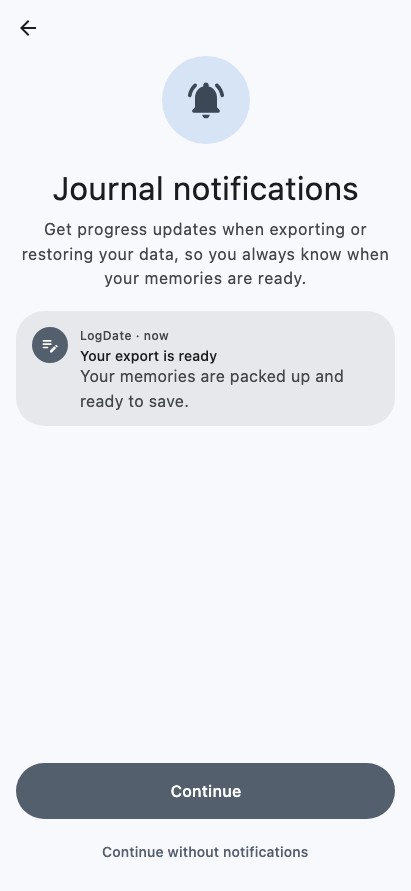 Journal notifications
Get progress updates when exporting or
restoring your data, so you always know when
your memories are ready.
LogDate · now
Your export is ready
Your memories are packed up and
ready to save.
Continue
Continue without notifications